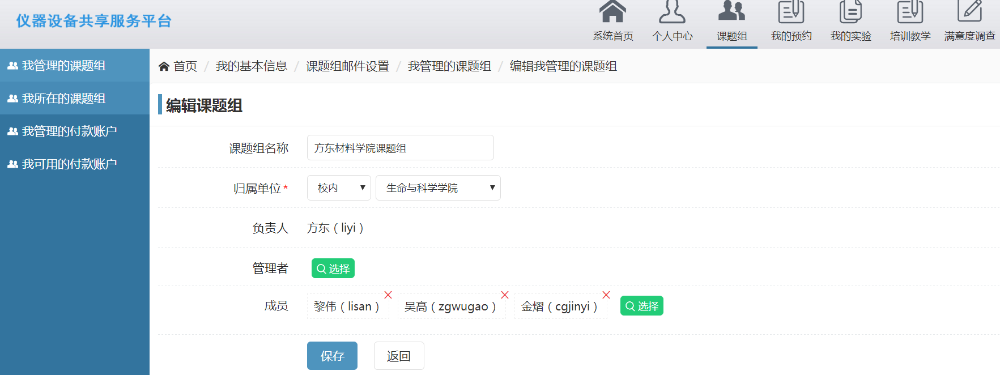 仪器设备共享服务平台
系统首页 个人中心 课题组 我的预约 我的实验 培训教学 满意度调查
我管理的课题组
我所在的课题组
我管理的付款账户
我可用的付款账户
首页 / 我的基本信息 / 课题组邮件设置 / 我管理的课题组 / 编辑我管理的课题组
编辑课题组
课题组名称 方东材料学院课题组
归属单位* 校内 ▼ 生命与科学学院 ▼
负责人 方东（liyi）
管理者 选择
成员 黎伟（lisan） 吴高（zgwugao） 金熠（cgjinyi） 选择
保存 返回